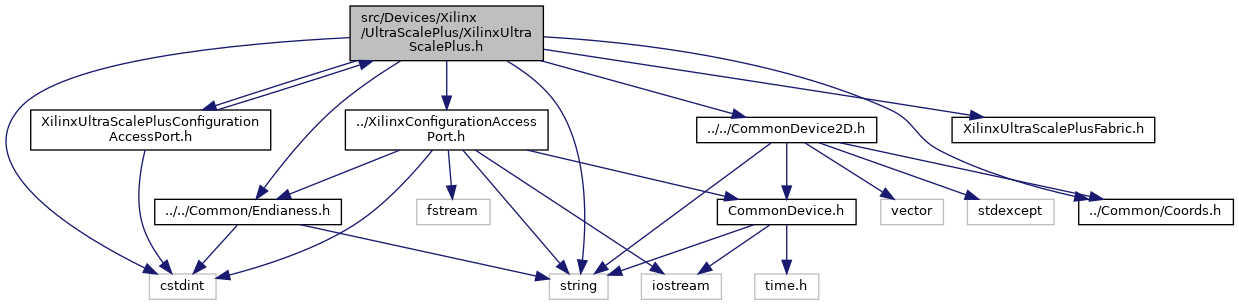 src/Devices/Xilinx
/UltraScalePlus/XilinxUltra
ScalePlus.h
XilinxUltraScalePlusConfiguration
AccessPort.h
../XilinxConfigurationAccess
Port.h
../../CommonDevice2D.h
XilinxUltraScalePlusFabric.h
../../Common/Endianess.h
fstream
CommonDevice.h
vector
stdexcept
../Common/Coords.h
cstdint
string
iostream
time.h